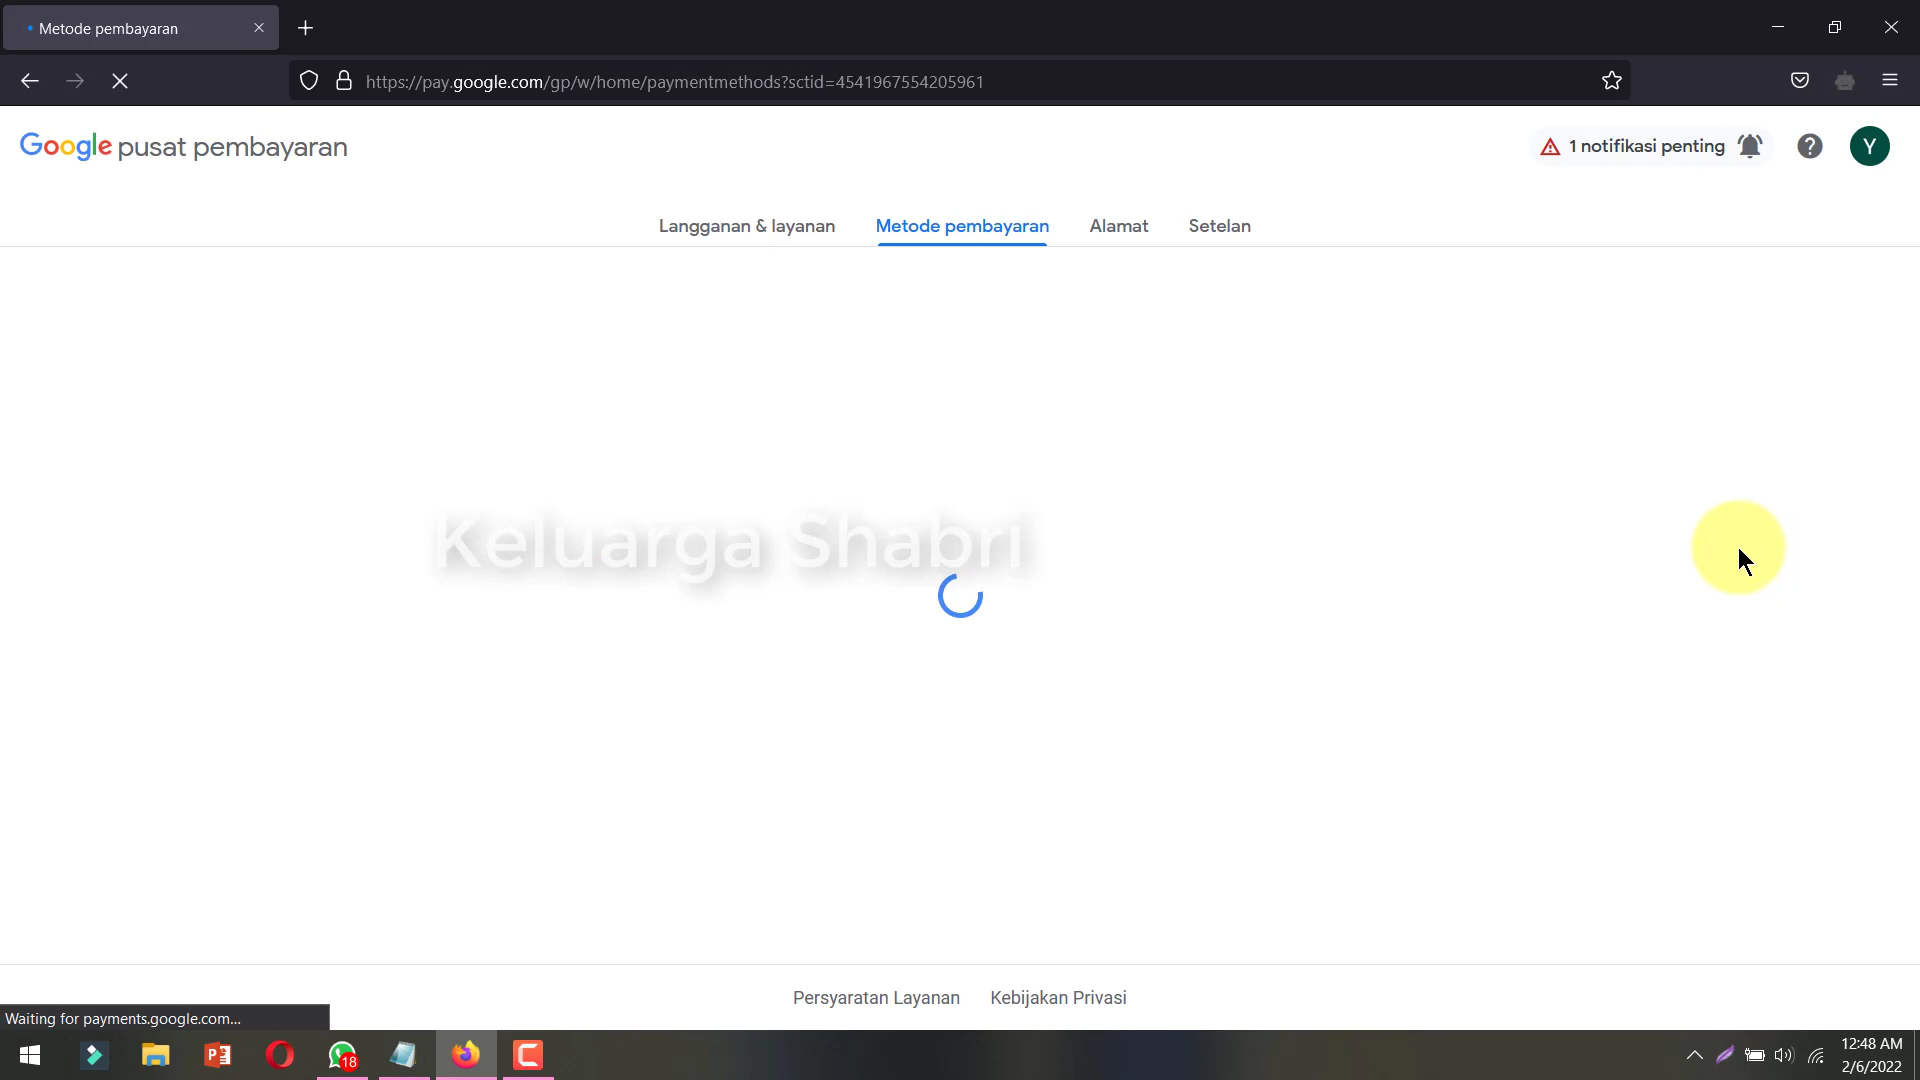 Metode pembayaran
https://pay.google.com/gp/w/home/paymentmethods?sctid=4541967554205961
Google pusat pembayaran
1 notifikasi penting
Y
Langganan & layanan
Metode pembayaran
Alamat
Setelan
Keluarga Shabri
Persyaratan Layanan
Kebijakan Privasi
Waiting for payments.google.com...
18
12:48 AM
2/6/2022